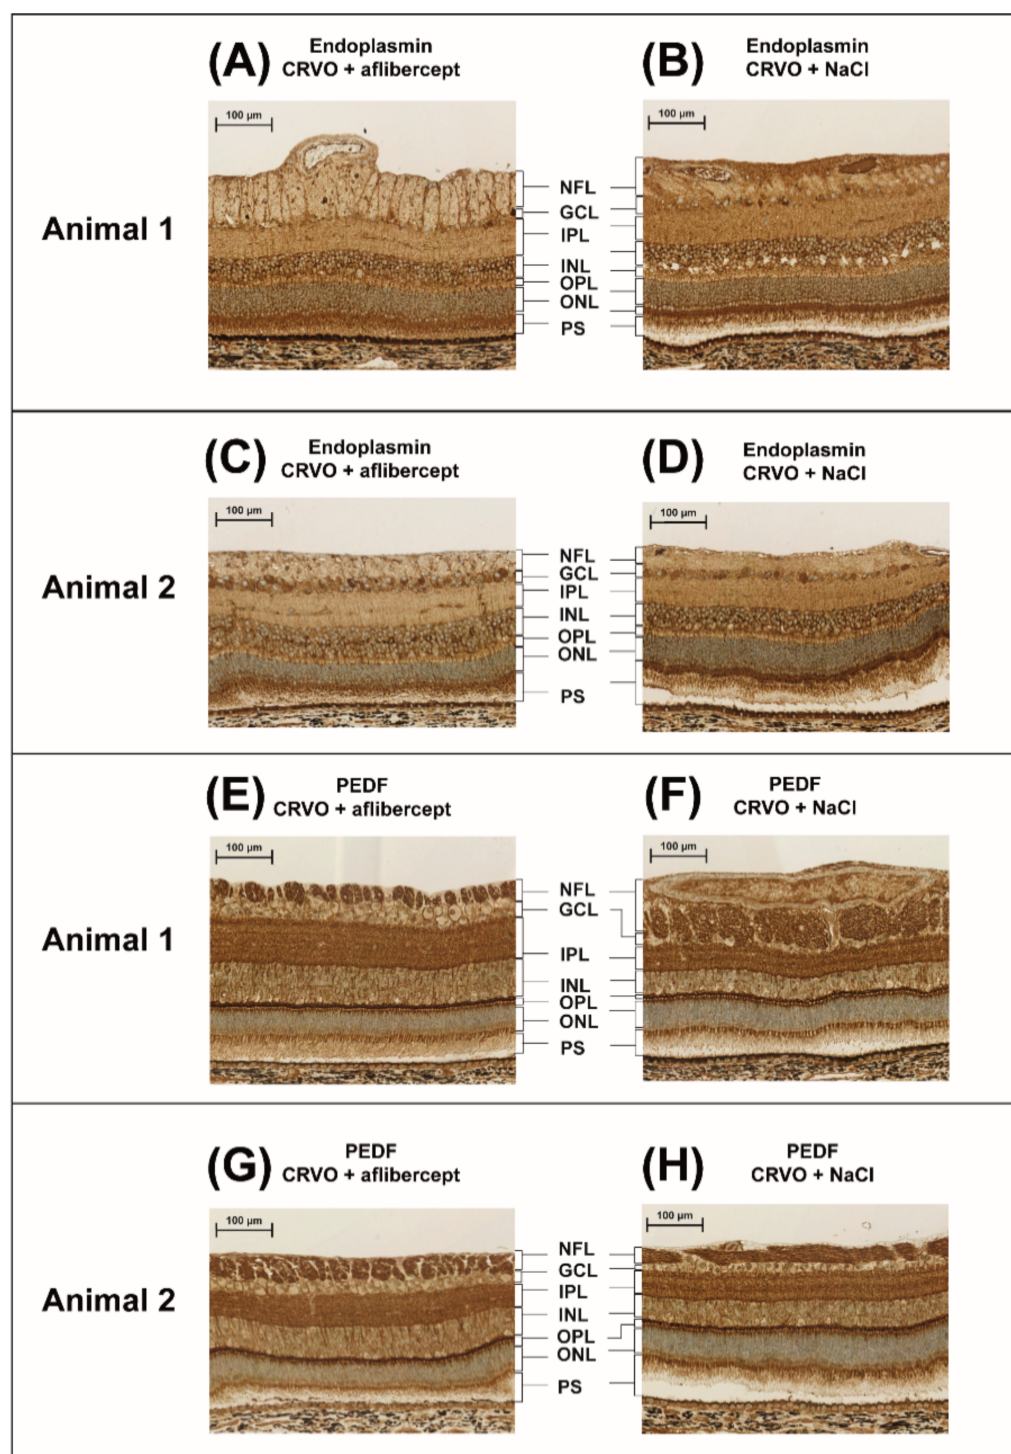 (A) Endoplasmin
CRVO + aflibercept
(B) Endoplasmin
CRVO + NaCl
Animal 1
100 µm
100 µm
NFL
GCL
IPL
INL
OPL
ONL
PS
(C) Endoplasmin
CRVO + aflibercept
(D) Endoplasmin
CRVO + NaCl
Animal 2
100 µm
100 µm
NFL
GCL
IPL
INL
OPL
ONL
PS
(E) PEDF
CRVO + aflibercept
(F) PEDF
CRVO + NaCl
Animal 1
100 µm
100 µm
NFL
GCL
IPL
INL
OPL
ONL
PS
(G) PEDF
CRVO + aflibercept
(H) PEDF
CRVO + NaCl
Animal 2
100 µm
100 µm
NFL
GCL
IPL
INL
OPL
ONL
PS